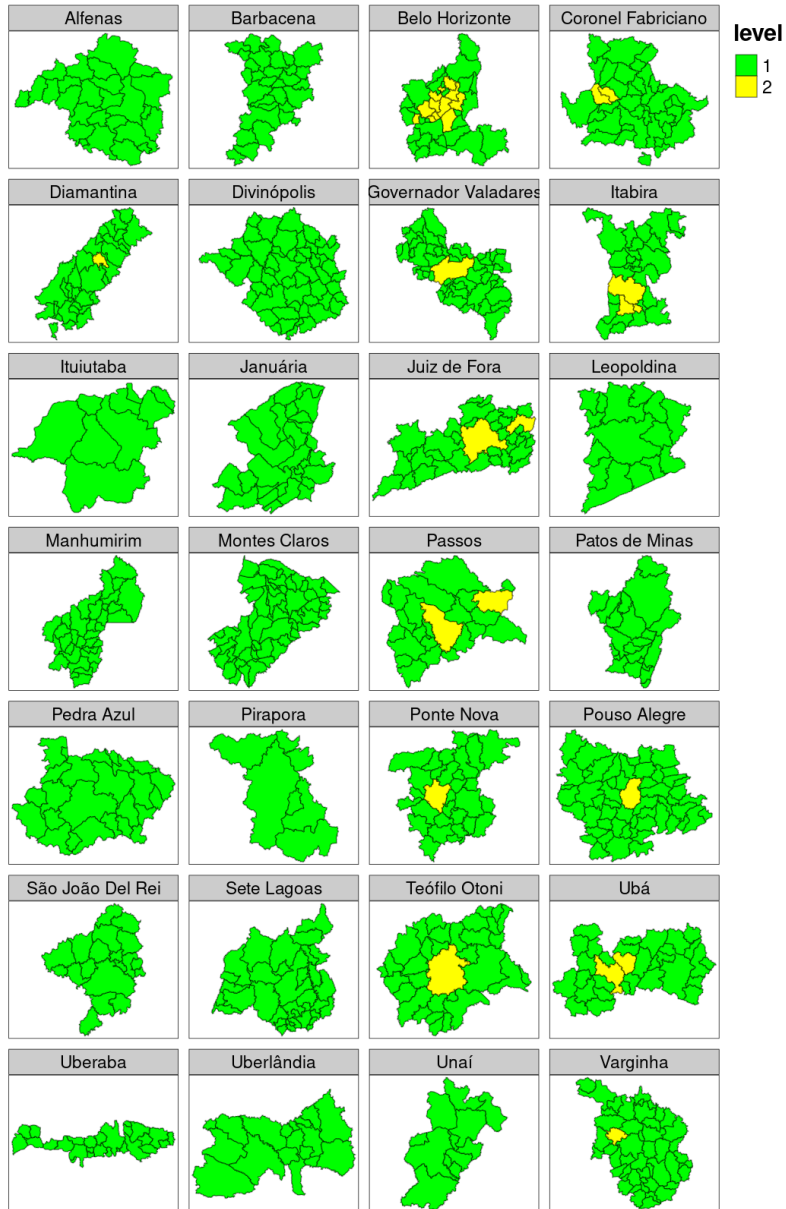 Alfenas
Barbacena
Belo Horizonte
Coronel Fabriciano
level
1
2
Diamantina
Divinópolis
Governador Valadares
Itabira
Ituiutaba
Januária
Juiz de Fora
Leopoldina
Manhumirim
Montes Claros
Passos
Patos de Minas
Pedra Azul
Pirapora
Ponte Nova
Pouso Alegre
São João Del Rei
Sete Lagoas
Teófilo Otoni
Ubá
Uberaba
Uberlândia
Unaí
Varginha